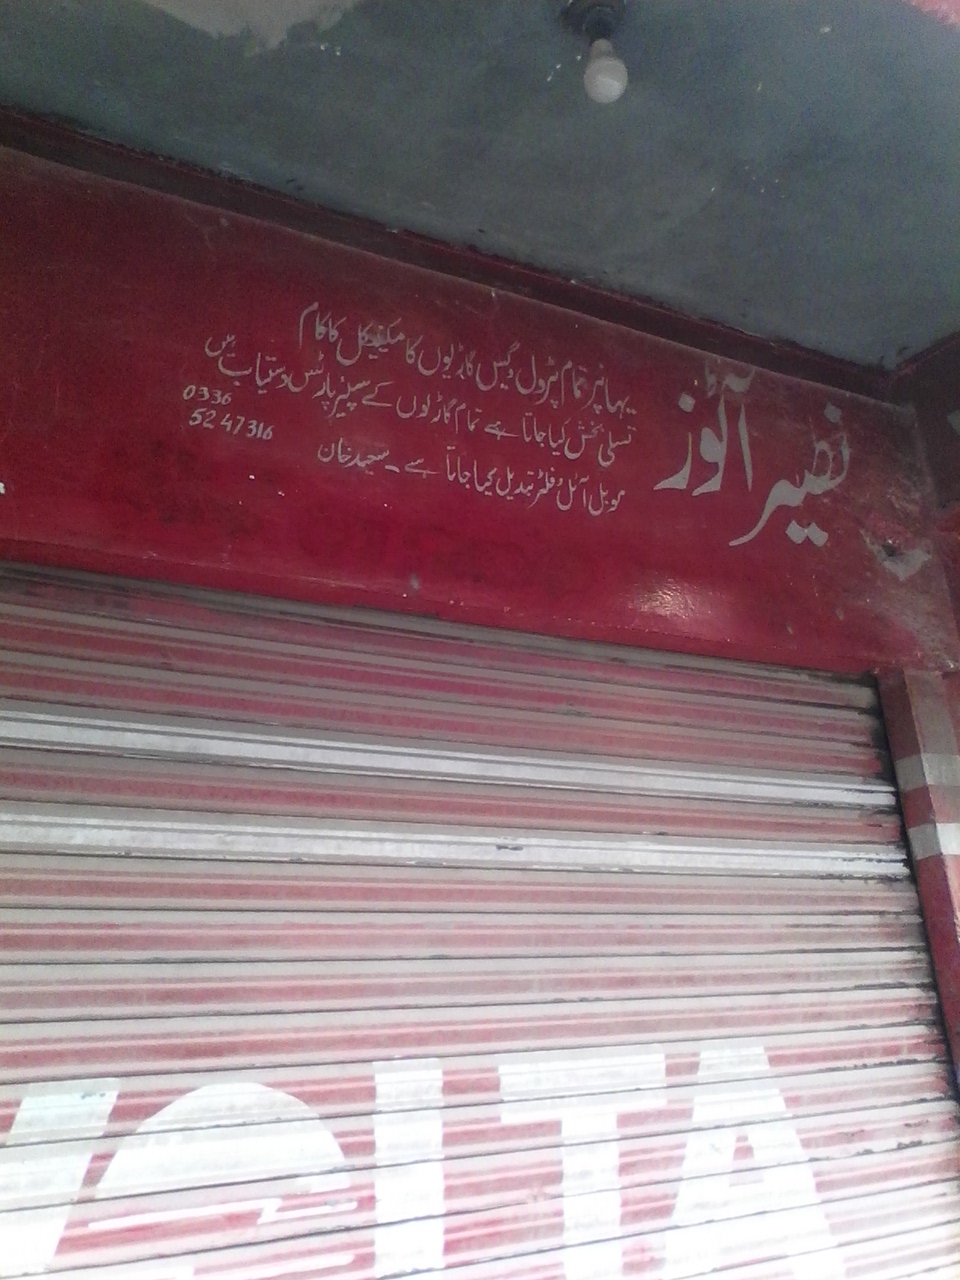 نصیر آٹوز
یہاں پر تمام پٹرول و گیس گاڑیوں کا مکینیکل کا کام
تسلی بخش کیا جاتا ہے تمام گاڑیوں کے سپیئر پارٹس دستیاب ہیں
موبل آئل و فلٹر تبدیل کیا جاتا ہے۔ سعید خان
0336
5247316
VOLTA